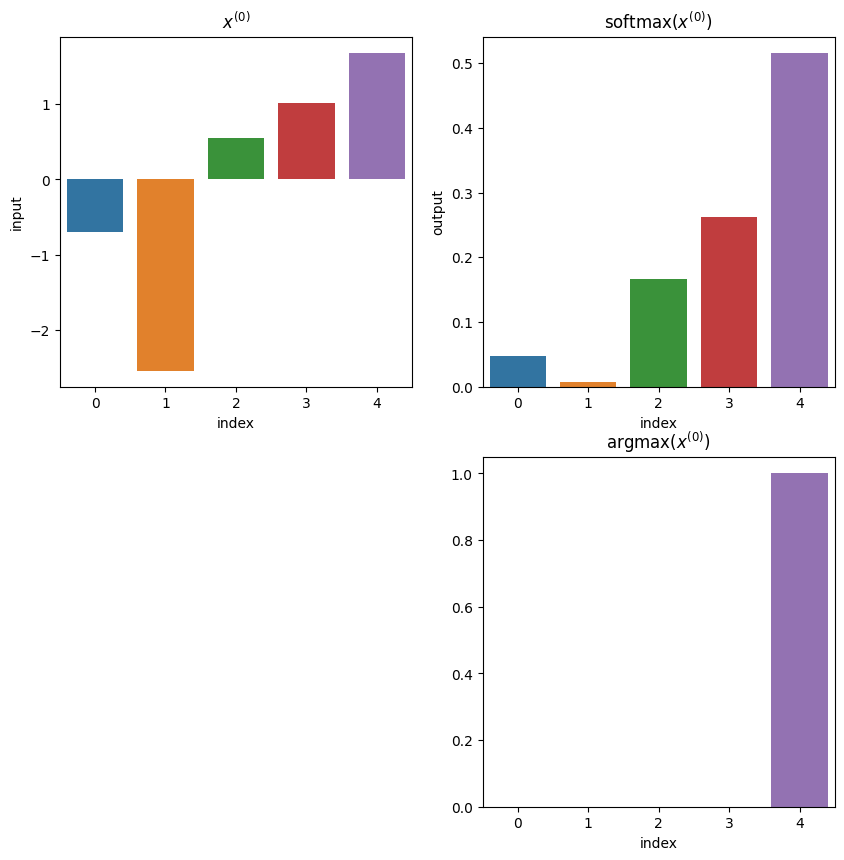 x^(0)
input
1
0
−1
−2
0 1 2 3 4
index
softmax(x^(0))
output
0.5
0.4
0.3
0.2
0.1
0.0
0 1 2 3 4
index
argmax(x^(0))
1.0
0.8
0.6
0.4
0.2
0.0
0 1 2 3 4
index